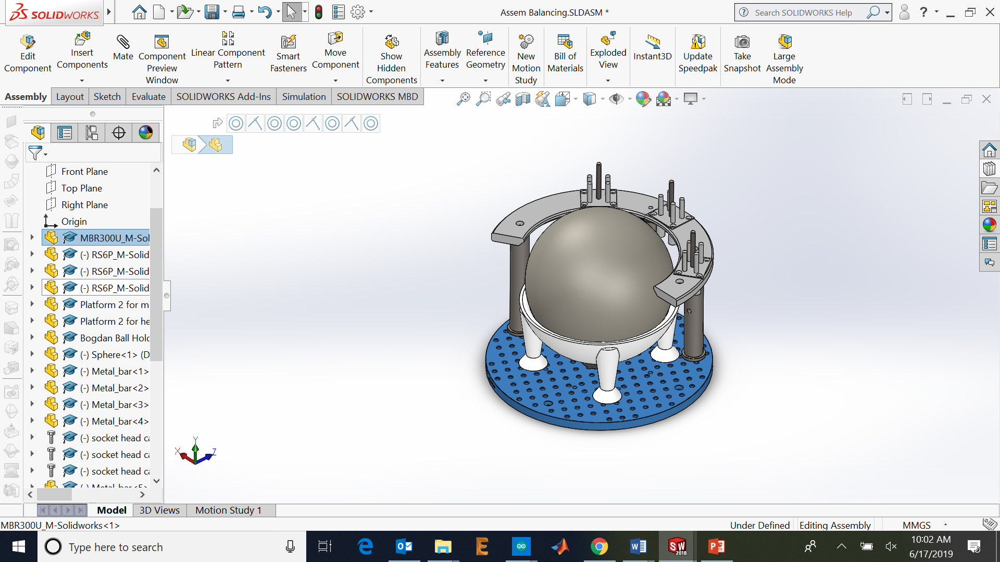 SOLIDWORKS
Assem Balancing.SLDASM *
Search SOLIDWORKS Help
Edit Component
Insert Components
Mate
Component Preview Window
Linear Component Pattern
Smart Fasteners
Move Component
Show Hidden Components
Assembly Features
Reference Geometry
New Motion Study
Bill of Materials
Exploded View
Instant3D
Update Speedpak
Take Snapshot
Large Assembly Mode
Assembly
Layout
Sketch
Evaluate
SOLIDWORKS Add-Ins
Simulation
SOLIDWORKS MBD
Front Plane
Top Plane
Right Plane
Origin
MBR300U_M-Sol
(-) RS6P_M-Solid
(-) RS6P_M-Solid
(-) RS6P_M-Solid
Platform 2 for m
Platform 2 for he
Bogdan Ball Hold
(-) Sphere<1> (D
(-) Metal_bar<1>
(-) Metal_bar<2>
(-) Metal_bar<3>
(-) Metal_bar<4>
(-) socket head ca
(-) socket head ca
(-) socket head ca
Y
X
Z
Model
3D Views
Motion Study 1
MBR300U_M-Solidworks<1>
Under Defined
Editing Assembly
MMGS
Type here to search
SW
2018
10:02 AM
6/17/2019